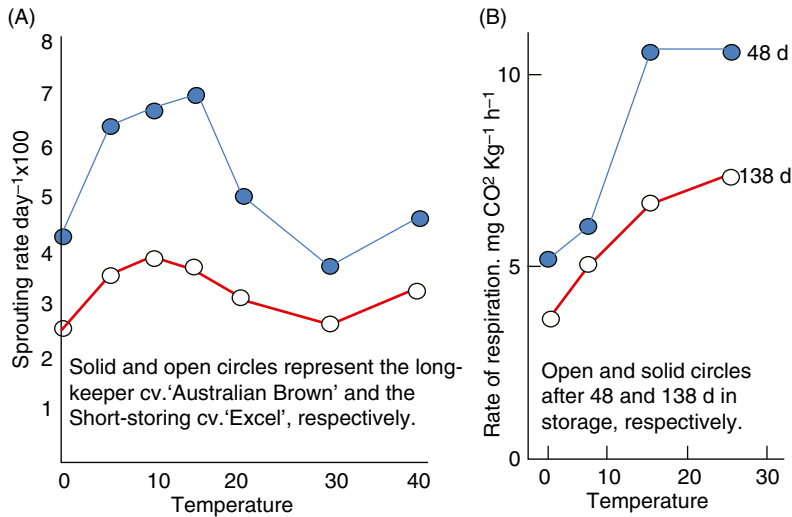 (A)
8
7
6
5
4
3
2
1
Sprouting rate day–1x100
Solid and open circles represent the long-
keeper cv.‘Australian Brown’ and the
Short-storing cv.‘Excel’, respectively.
0 10 20 30 40
Temperature
(B)
10
5
0
Rate of respiration. mg CO2 Kg–1 h–1
48 d
138 d
Open and solid circles
after 48 and 138 d in
storage, respectively.
0 10 20 30
Temperature